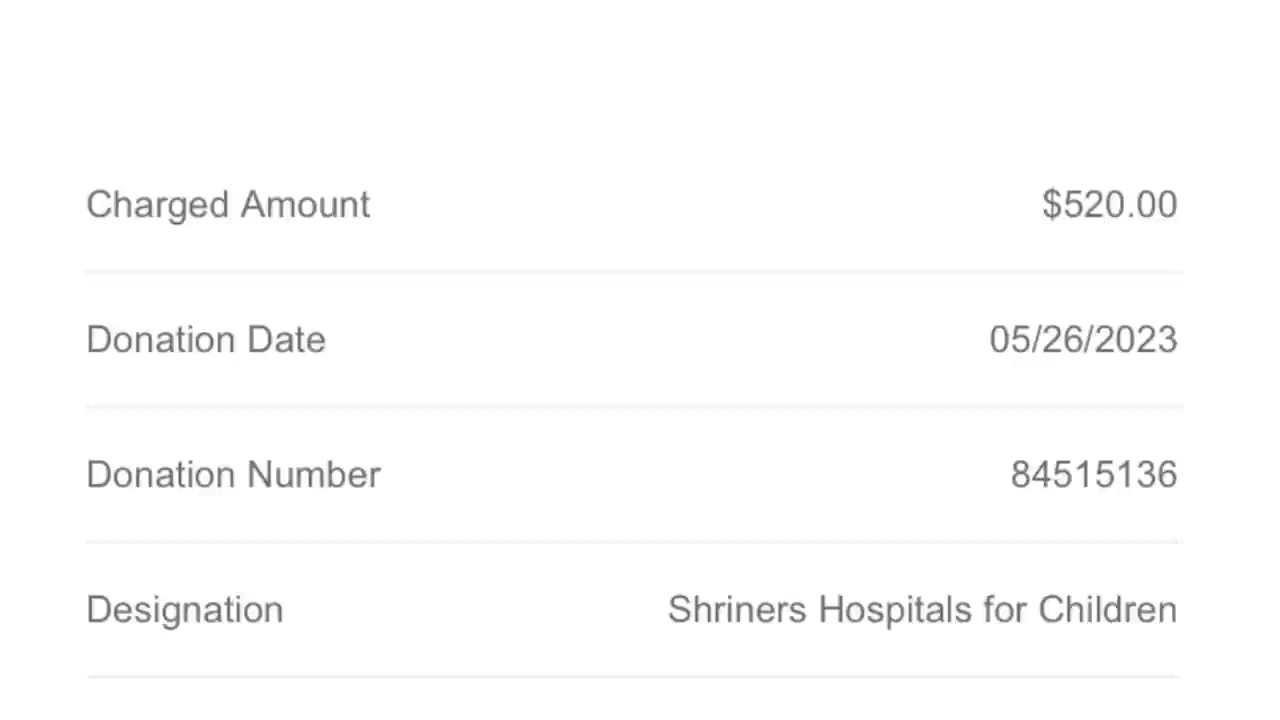 Charged Amount $520.00
Donation Date 05/26/2023
Donation Number 84515136
Designation Shriners Hospitals for Children